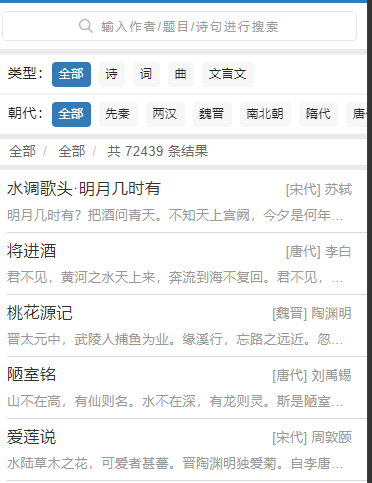 输入作者/题目/诗句进行搜索
类型： 全部 诗 词 曲 文言文
朝代： 全部 先秦 两汉 魏晋 南北朝 隋代 唐
全部 / 全部 / 共 72439 条结果
水调歌头·明月几时有 [宋代] 苏轼
明月几时有？把酒问青天。不知天上宫阙，今夕是何年...
将进酒 [唐代] 李白
君不见，黄河之水天上来，奔流到海不复回。君不见，...
桃花源记 [魏晋] 陶渊明
晋太元中，武陵人捕鱼为业。缘溪行，忘路之远近。忽...
陋室铭 [唐代] 刘禹锡
山不在高，有仙则名。水不在深，有龙则灵。斯是陋室...
爱莲说 [宋代] 周敦颐
水陆草木之花，可爱者甚蕃。晋陶渊明独爱菊。自李唐...